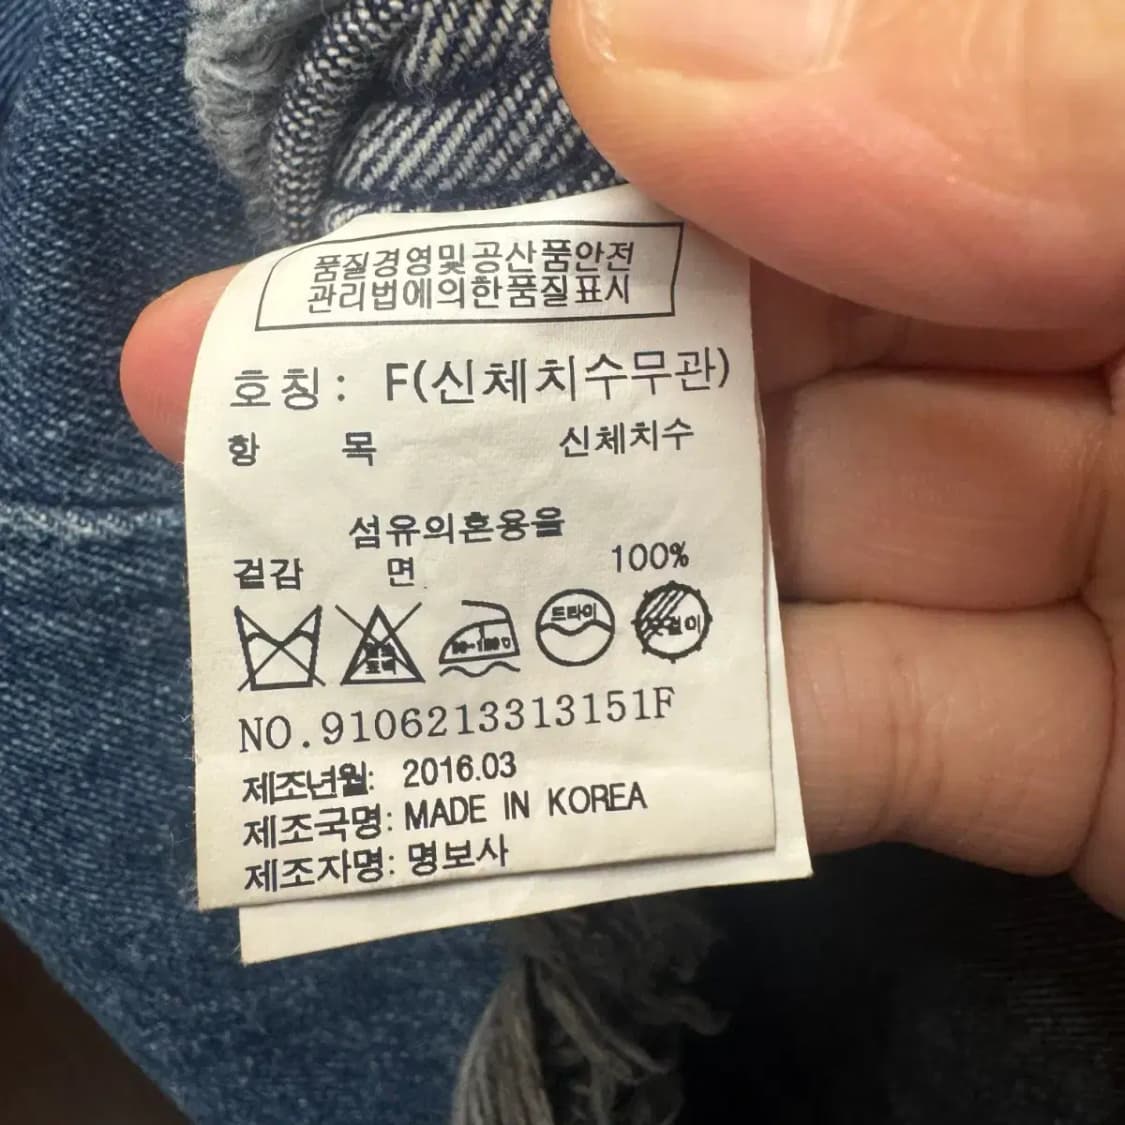 품질경영및공산품안전
관리법에의한품질표시
호칭: F(신체치수무관)
항 목 신체치수
섬유의혼용율
겉감 면 100%
드라이
NO.9106213313151F
제조년월: 2016.03
제조국명: MADE IN KOREA
제조자명: 명보사